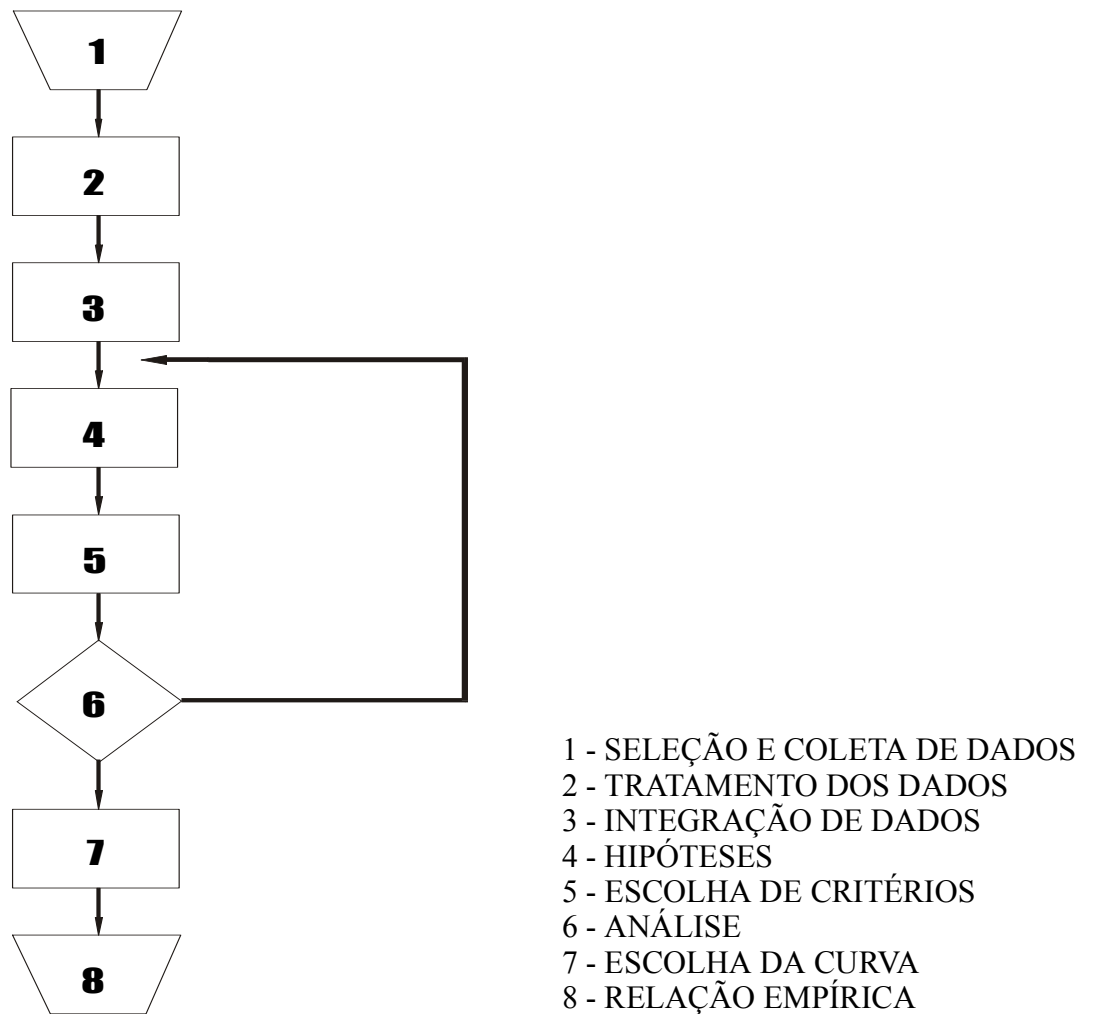 1
2
3
4
5
6
7
8
1 - SELEÇÃO E COLETA DE DADOS
2 - TRATAMENTO DOS DADOS
3 - INTEGRAÇÃO DE DADOS
4 - HIPÓTESES
5 - ESCOLHA DE CRITÉRIOS
6 - ANÁLISE
7 - ESCOLHA DA CURVA
8 - RELAÇÃO EMPÍRICA